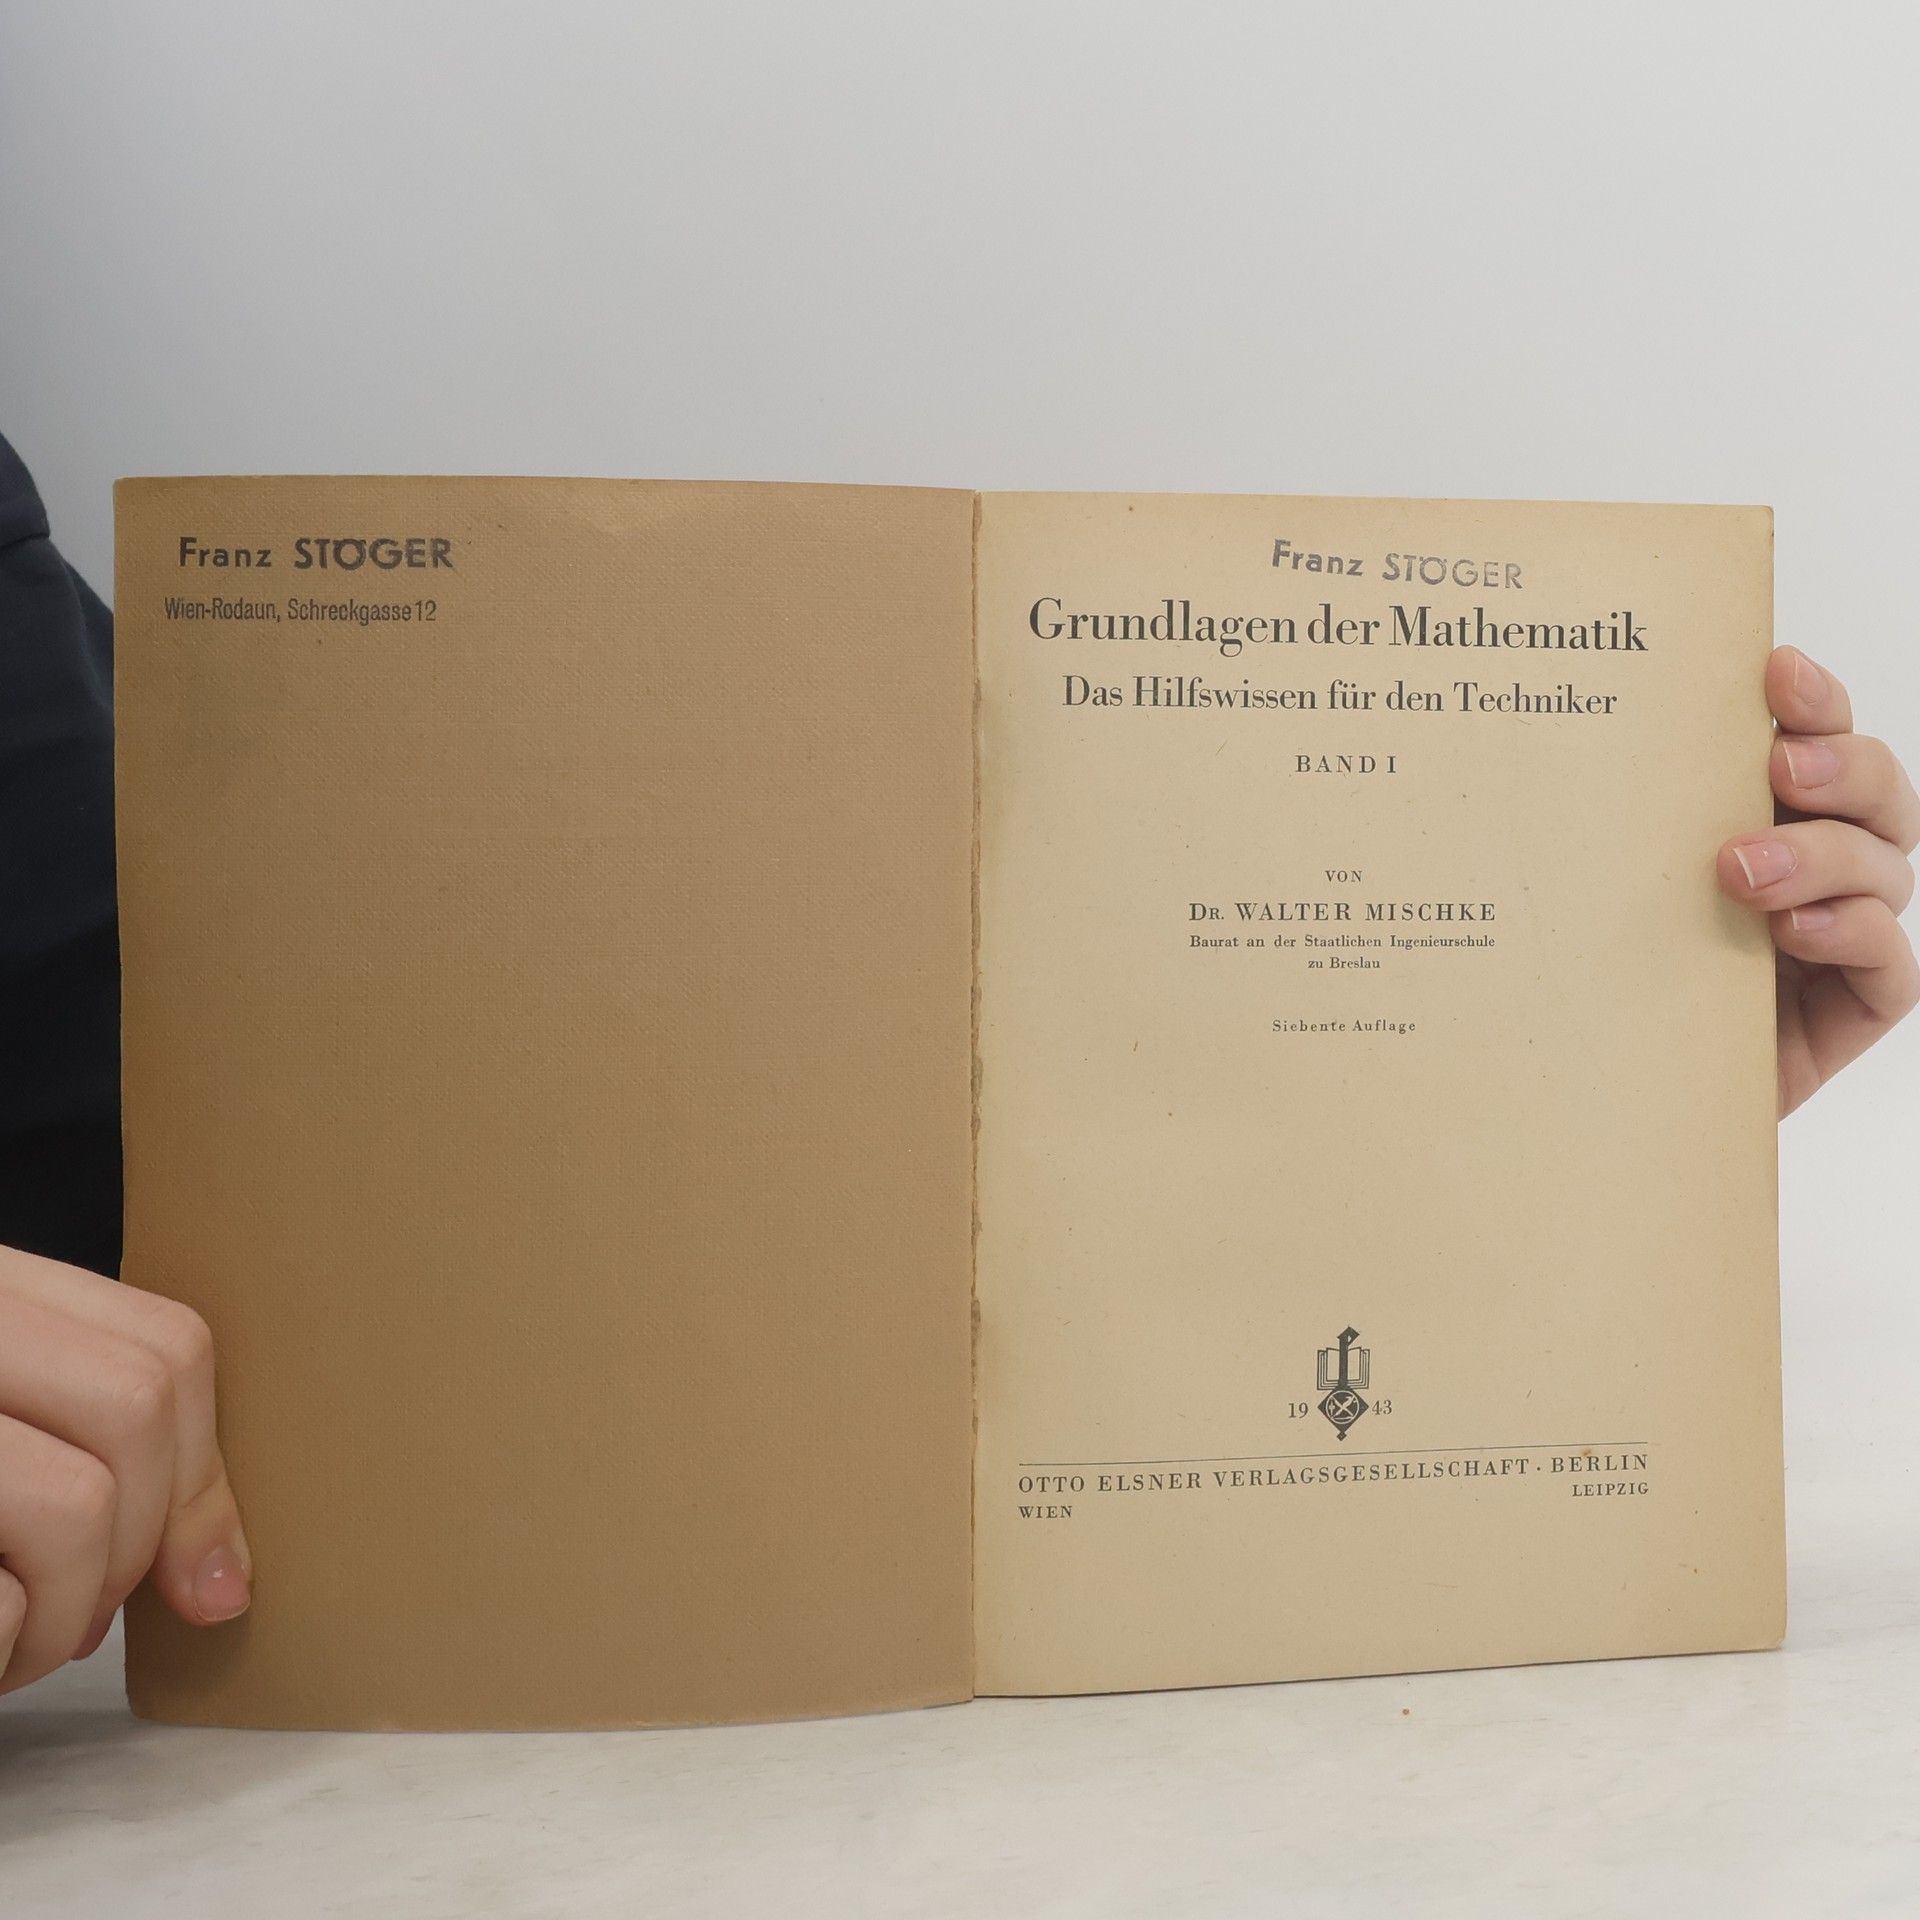 Franz STÖGER
Wien-Rodaun, Schreckgasse 12
Franz STÖGER
Grundlagen der Mathematik
Das Hilfswissen für den Techniker
BAND I
VON
DR. WALTER MISCHKE
Baurat an der Staatlichen Ingenieurschule
zu Breslau
Siebente Auflage
19 43
OTTO ELSNER VERLAGSGESELLSCHAFT · BERLIN
WIEN LEIPZIG